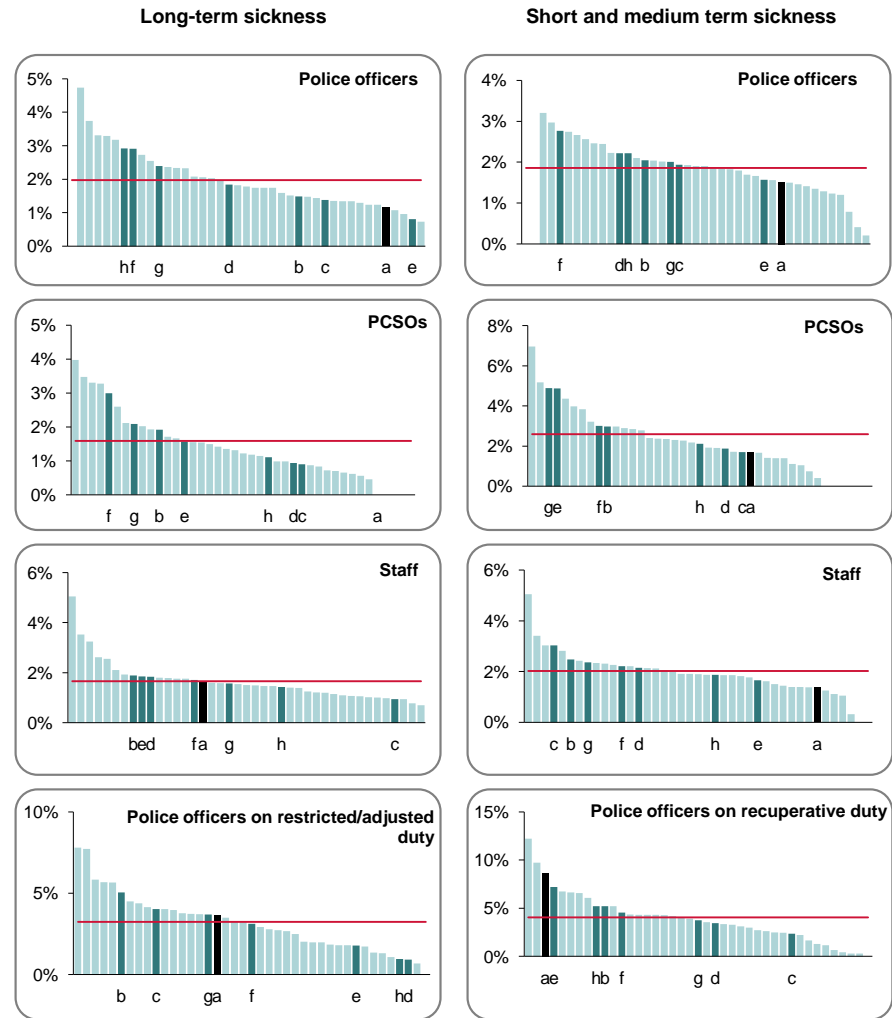 Long-term sickness
Short and medium term sickness
Police officers
5%
4%
3%
2%
1%
0%
hf g d b c a e
Police officers
4%
3%
2%
1%
0%
f dh b gc e a
PCSOs
5%
4%
3%
2%
1%
0%
f g b e h dc a
PCSOs
8%
6%
4%
2%
0%
ge fb h d ca
Staff
6%
4%
2%
0%
bed fa g h c
Staff
6%
4%
2%
0%
c b g f d h e a
Police officers on restricted/adjusted
duty
10%
5%
0%
b c ga f e hd
Police officers on recuperative duty
15%
10%
5%
0%
ae hb f g d c